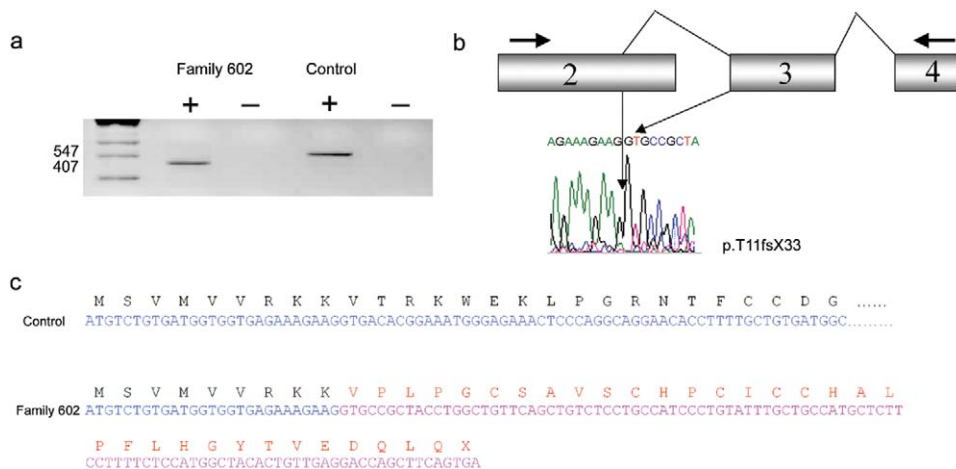 a
Family 602 Control
+ − + −
547
407
b
2 3 4
AGAAAGAAGGTGCCGCTA
p.T11fsX33
c
M S V M V V R K K V T R K W E K L P G R N T F C C D G ......
Control ATGTCTGTGATGGTGGTGAGAAAGAAGGTGACACGGAAATGGGAGAAACTCCCAGGCAGGAACACCTTTTGCTGTGATGGC.........
M S V M V V R K K V P L P G C S A V S C H P C I C C H A L
Family 602 ATGTCTGTGATGGTGGTGAGAAAGAAGGTGCCGCTACCTGGCTGTTCAGCTGTCTCCTGCCATCCCTGTATTTGCTGCCATGCTCTT
P F L H G Y T V E D Q L Q X
CCTTTTCTCCATGGCTACACTGTTGAGGACCAGCTTCAGTGA